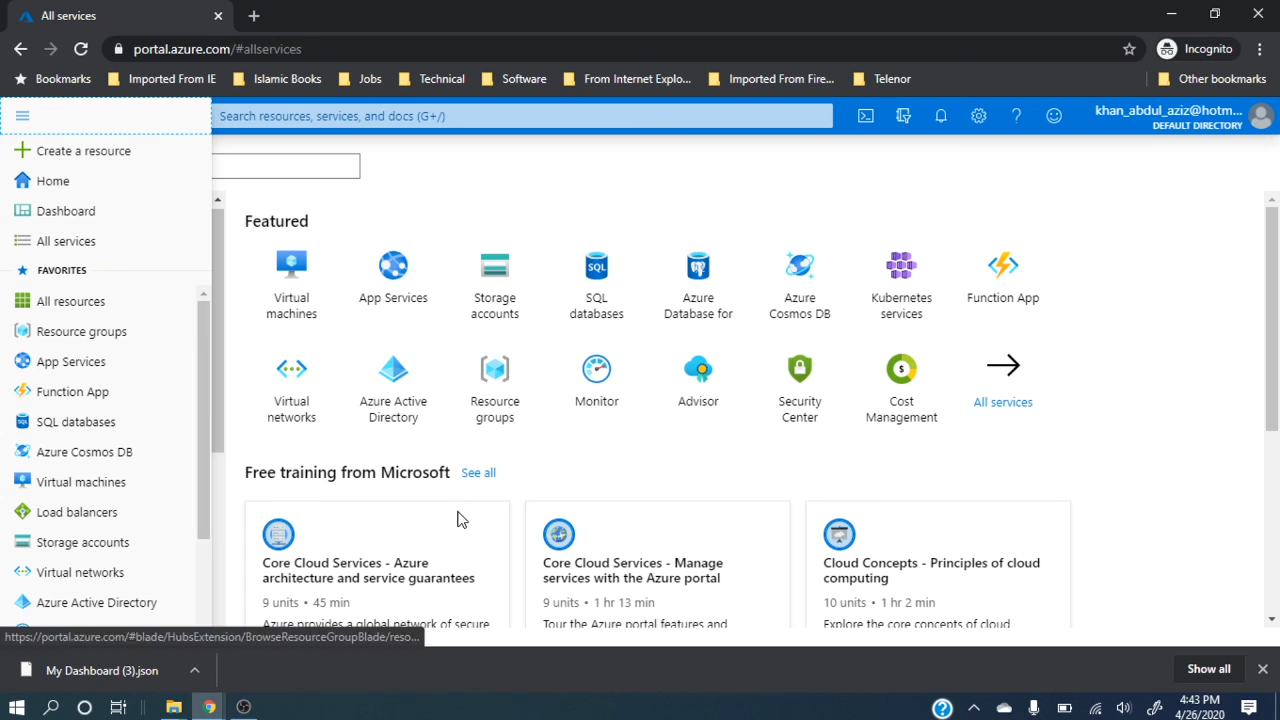 All services
portal.azure.com/#allservices
Incognito
Bookmarks
Imported From IE
Islamic Books
Jobs
Technical
Software
From Internet Explo...
Imported From Fire...
Telenor
Other bookmarks
Search resources, services, and docs (G+/)
khan_abdul_aziz@hotm...
DEFAULT DIRECTORY
Create a resource
Home
Dashboard
All services
FAVORITES
All resources
Resource groups
App Services
Function App
SQL databases
Azure Cosmos DB
Virtual machines
Load balancers
Storage accounts
Virtual networks
Azure Active Directory
Featured
Virtual
machines
App Services
Storage
accounts
SQL
SQL
databases
Azure
Database for
Azure
Cosmos DB
Kubernetes
services
Function App
Virtual
networks
Azure Active
Directory
Resource
groups
Monitor
Advisor
Security
Center
Cost
Management
All services
Free training from Microsoft See all
Core Cloud Services - Azure
architecture and service guarantees
9 units • 45 min
Azure provides a global network of secure
Core Cloud Services - Manage
services with the Azure portal
9 units • 1 hr 13 min
Tour the Azure portal features and
Cloud Concepts - Principles of cloud
computing
10 units • 1 hr 2 min
Explore the core concepts of cloud
https://portal.azure.com/#blade/HubsExtension/BrowseResourceGroupBlade/reso...
My Dashboard (3).json
Show all
4:43 PM
4/26/2020